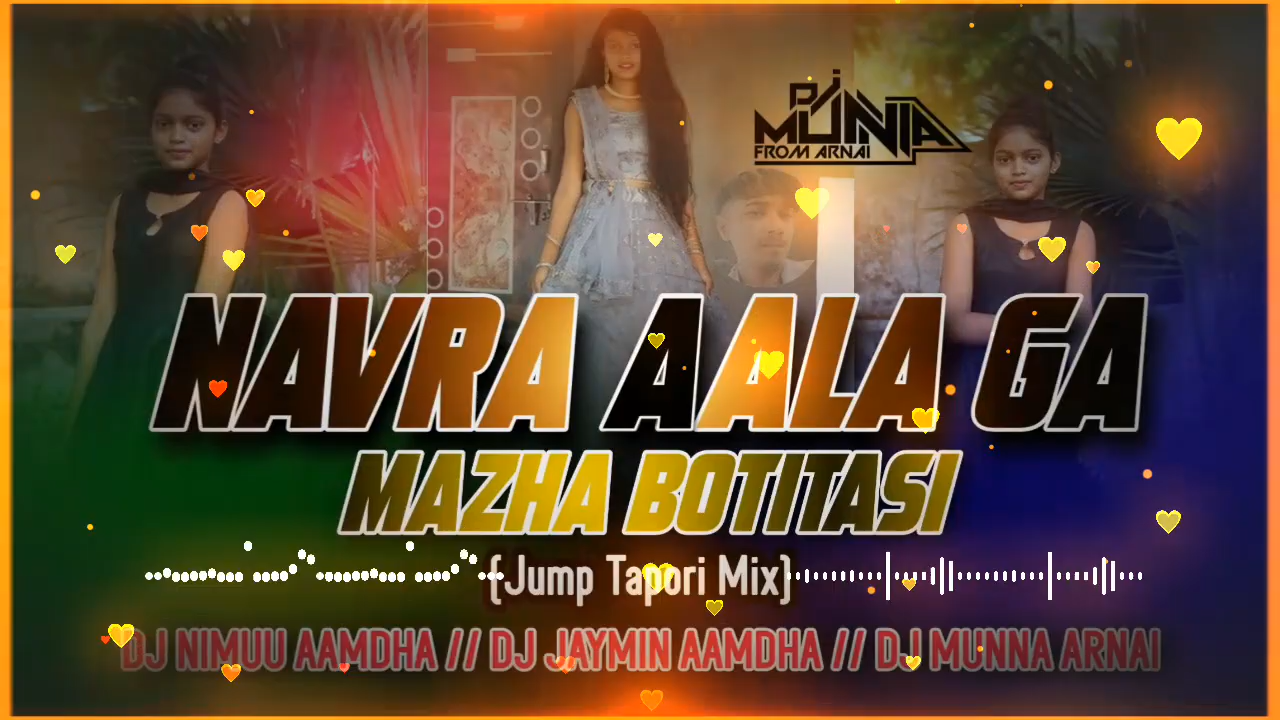 DJ
MUNNA
FROM ARNAI
NAVRA AALA GA
MAZHA BOTITASI
(Jump Tapori Mix)
DJ NIMUU AAMDHA // DJ JAYMIN AAMDHA // DJ MUNNA ARNAI